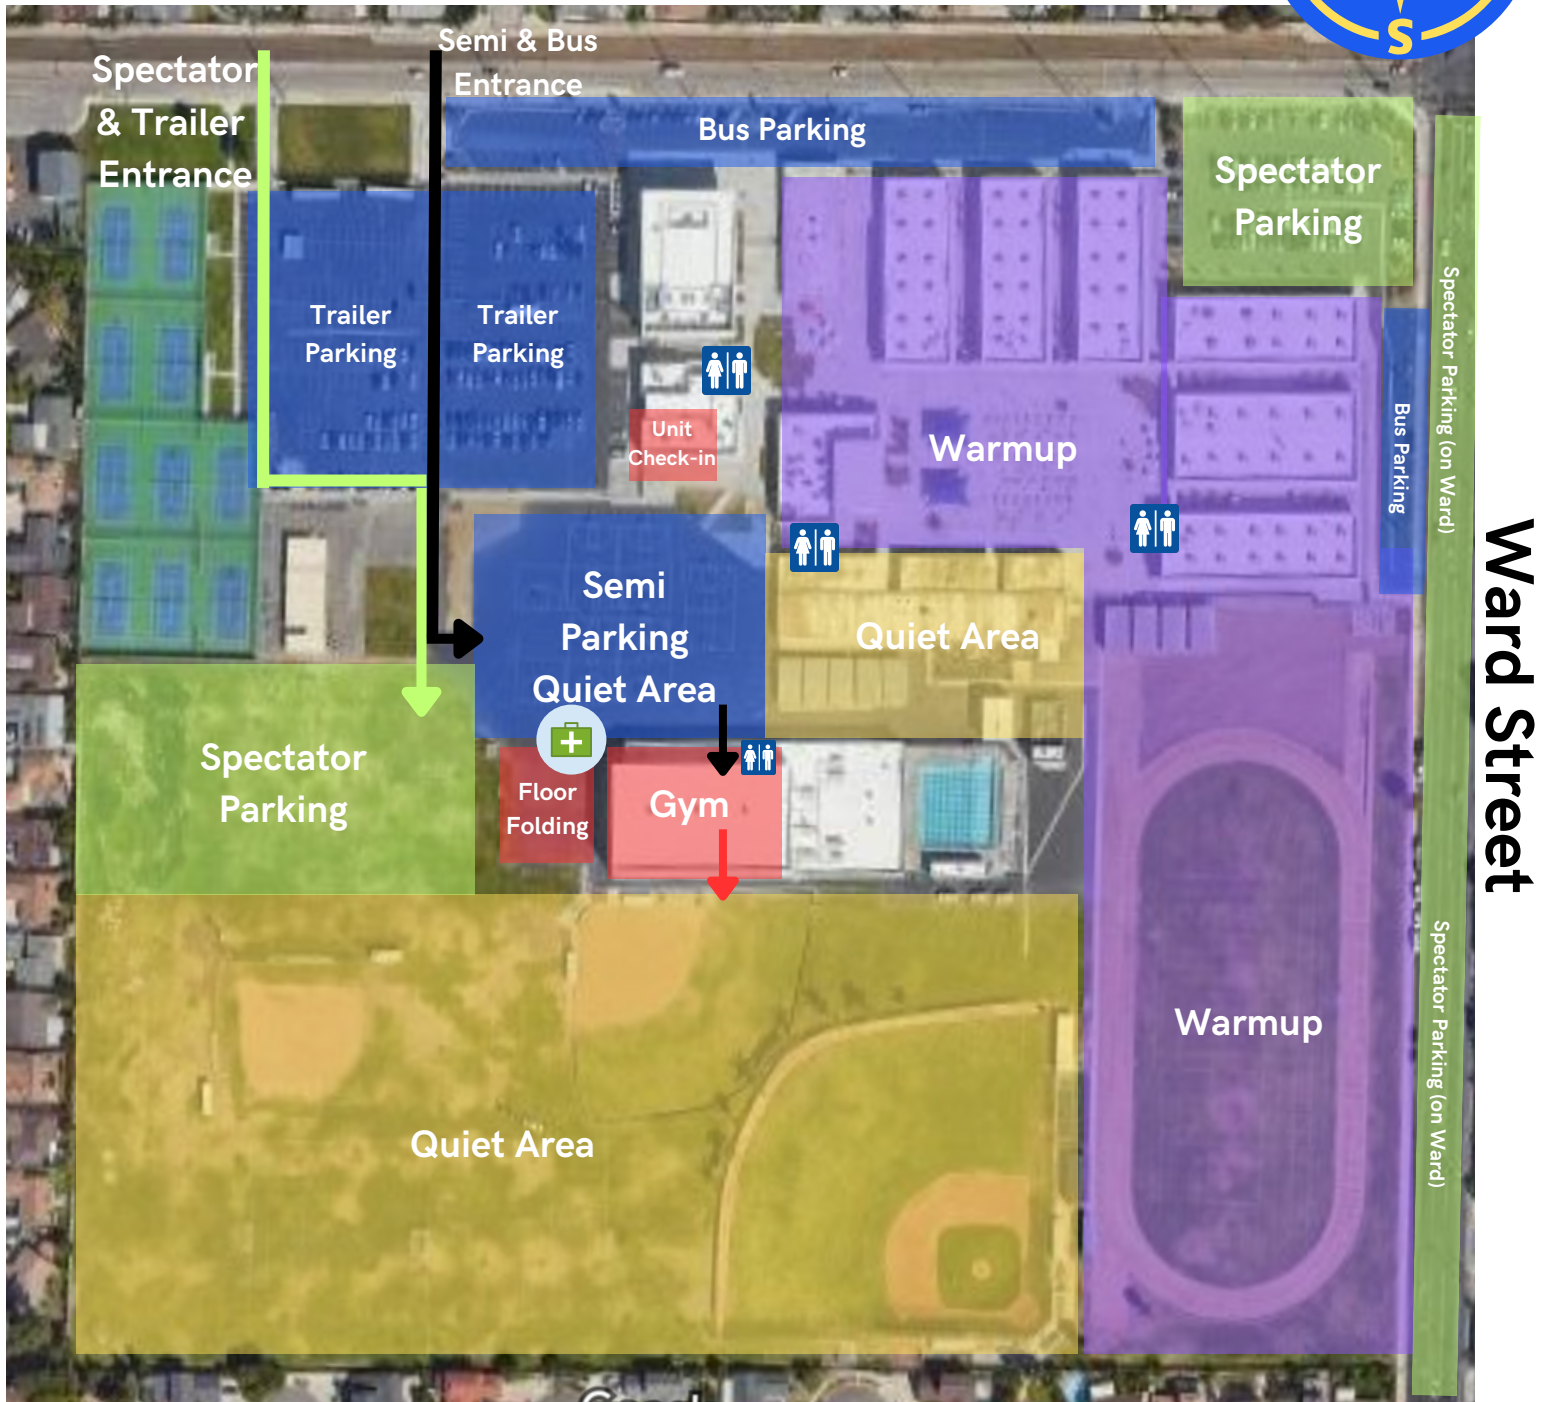 S
Semi & Bus
Entrance
Spectator
& Trailer
Entrance
Bus Parking
Spectator
Parking
Trailer
Parking
Trailer
Parking
Unit
Check-in
Warmup
Bus Parking
Spectator Parking (on Ward)
Ward Street
Semi
Parking
Quiet Area
Quiet Area
Spectator
Parking
Floor
Folding
Gym
Warmup
Spectator Parking (on Ward)
Quiet Area